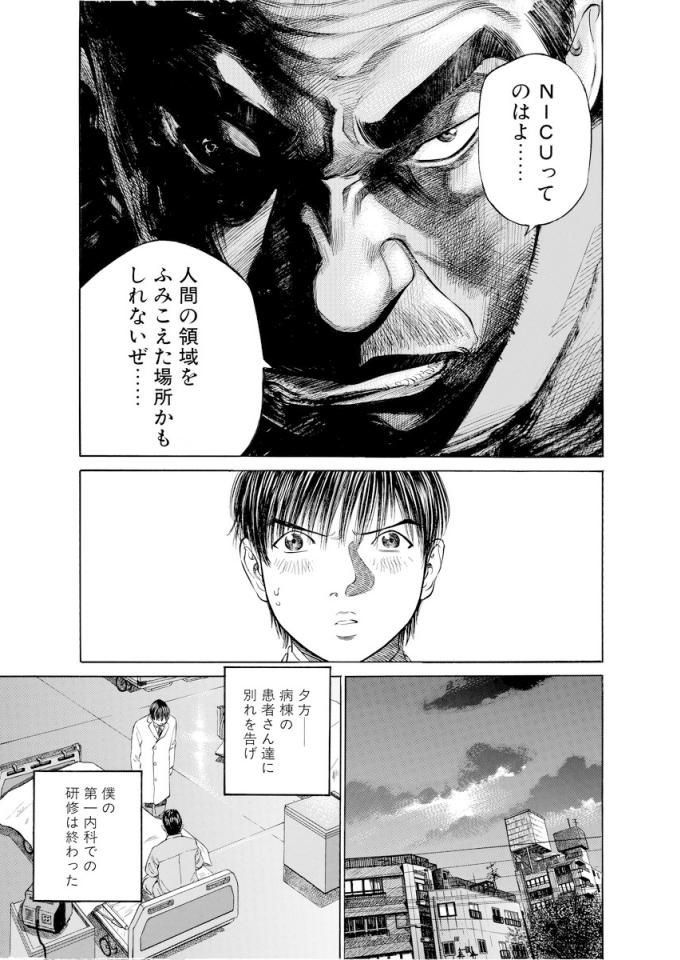 NICUって
のはよ……
人間の領域を
ふみこえた場所かも
しれないぜ……
夕方――
病棟の
患者さん達に
別れを告げ
僕の
第一内科での
研修は終わった